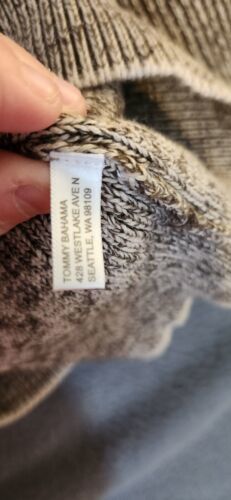 TOMMY BAHAMA
428 WESTLAKE AVE N
SEATTLE, WA 98109